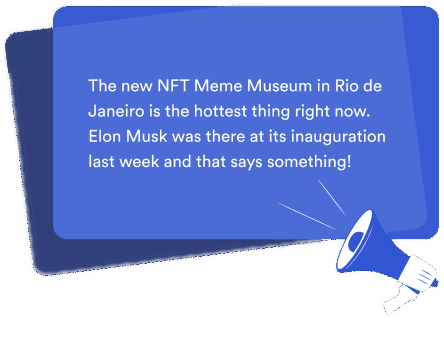 The new NFT Meme Museum in Rio de
Janeiro is the hottest thing right now.
Elon Musk was there at its inauguration
last week and that says something!